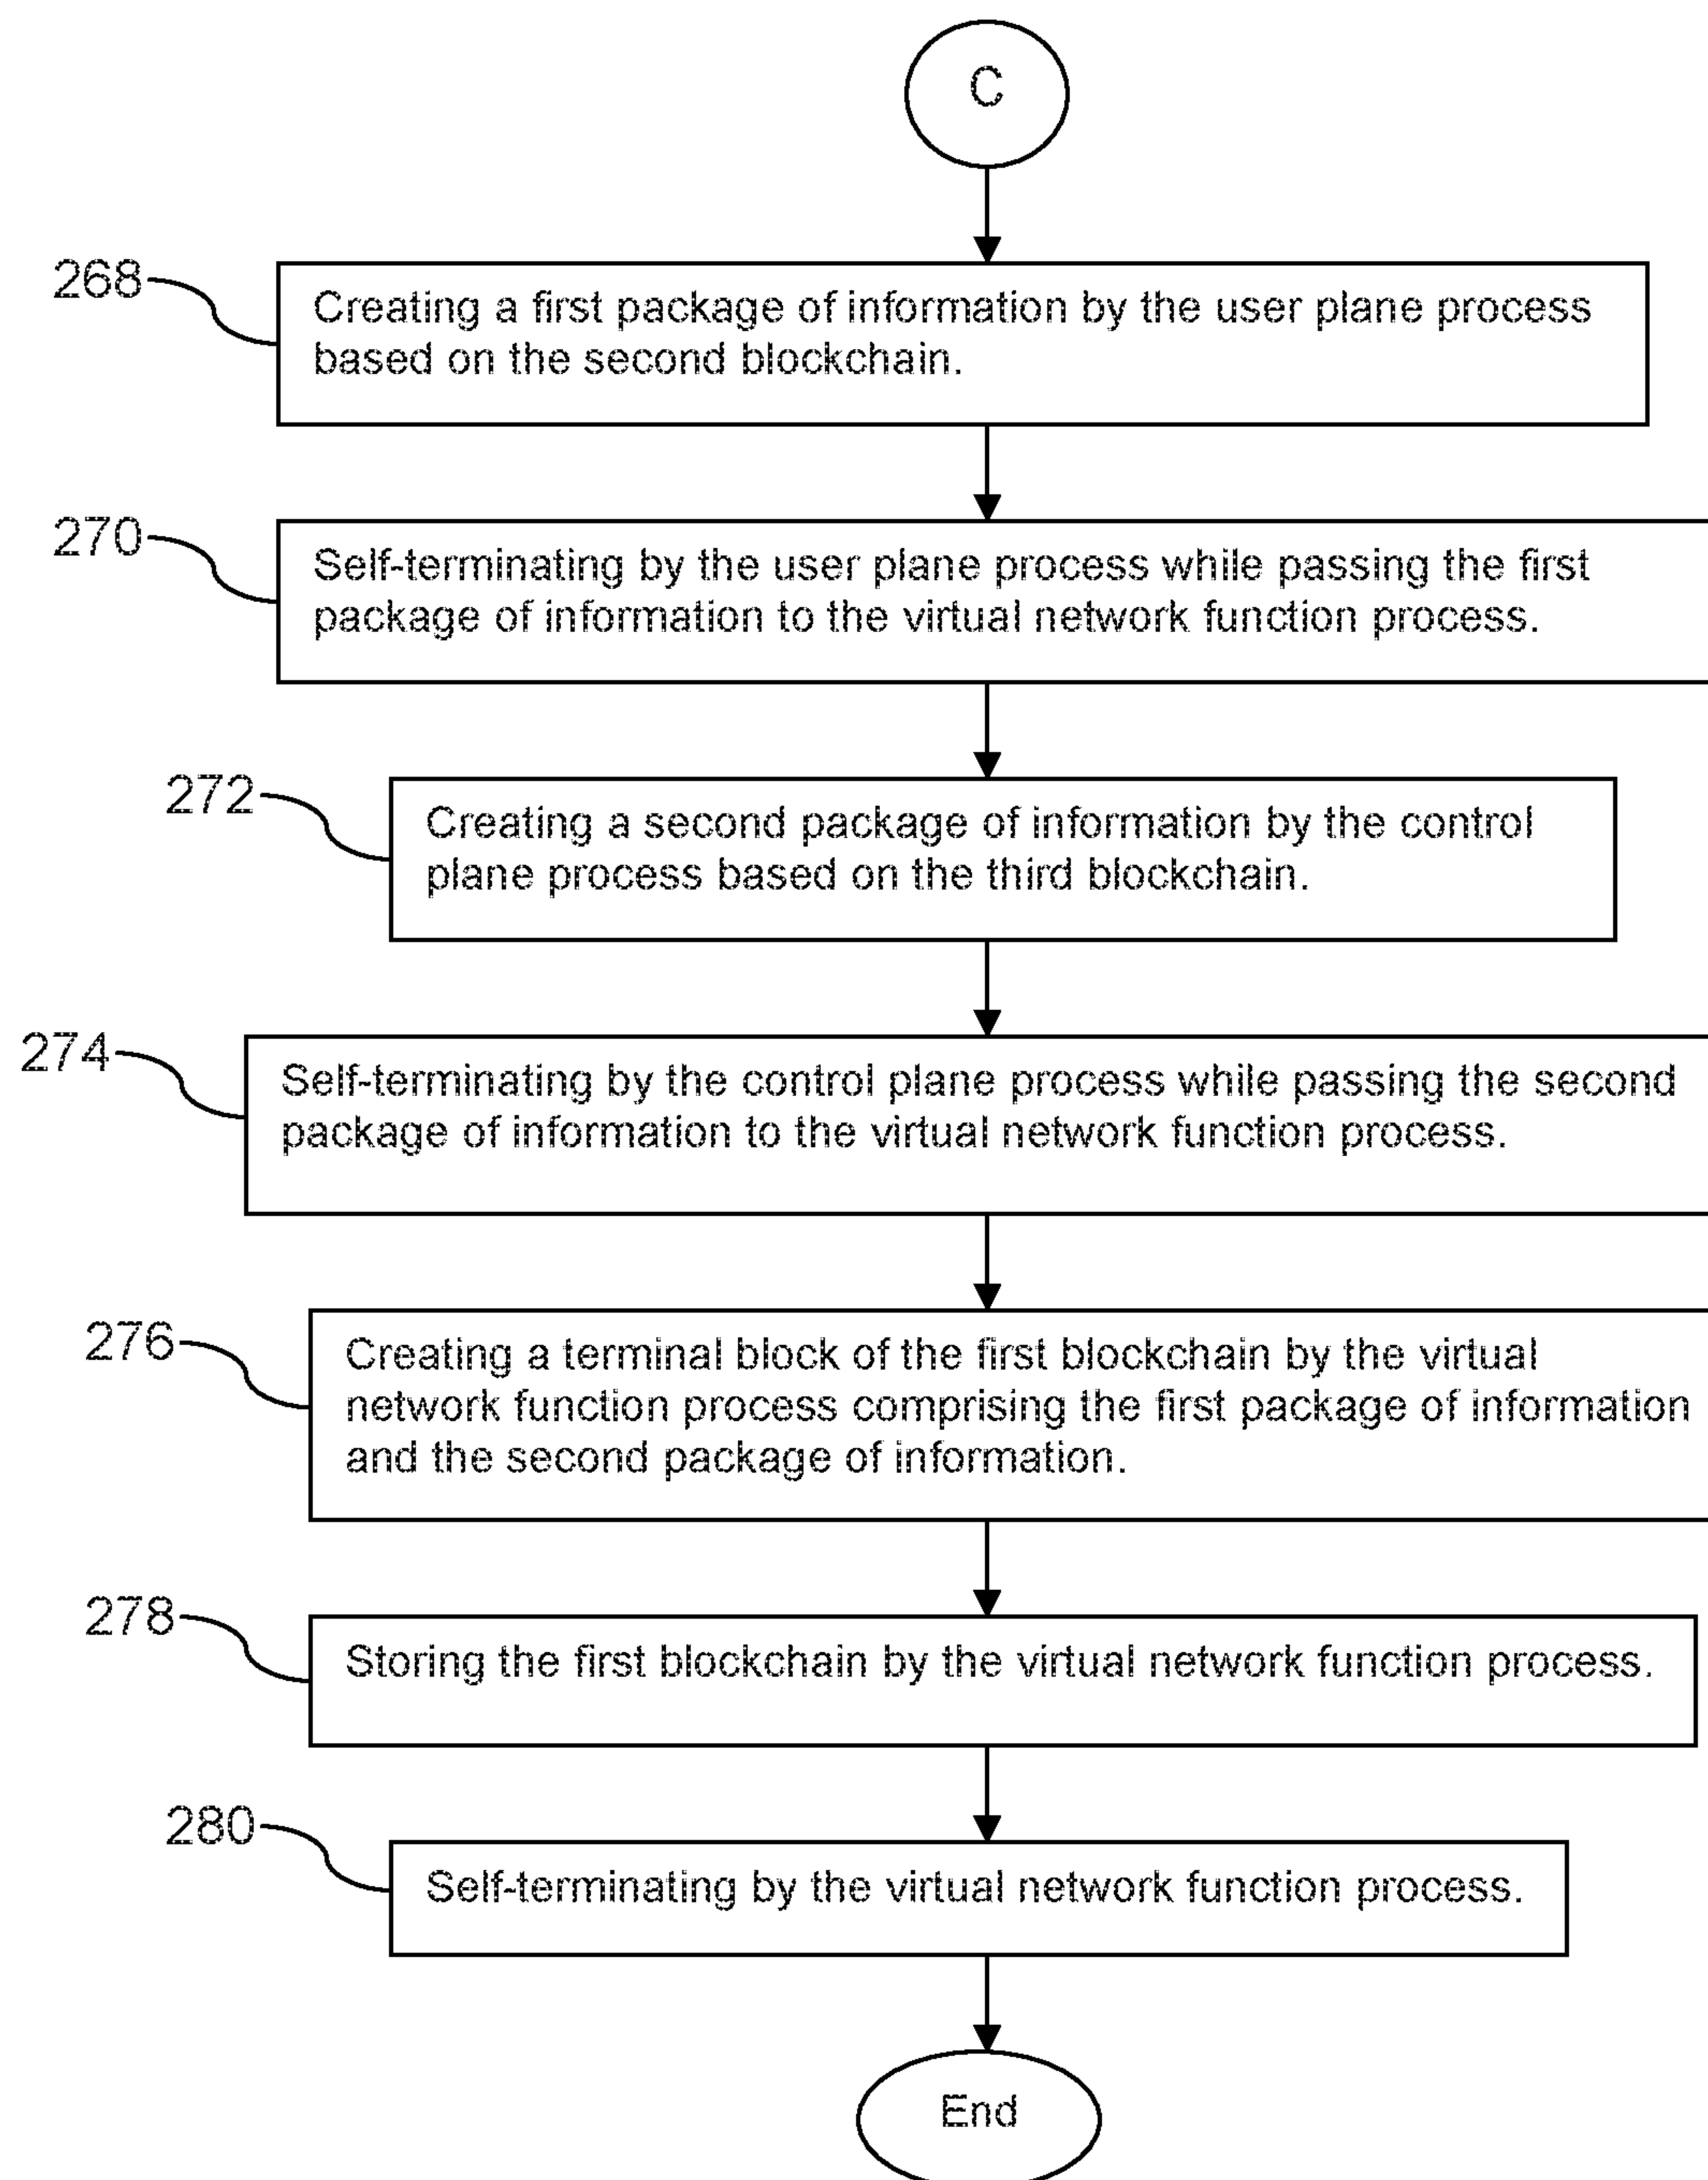 C
268
Creating a first package of information by the user plane process
based on the second blockchain.
270
Self-terminating by the user plane process while passing the first
package of information to the virtual network function process.
272
Creating a second package of information by the control
plane process based on the third blockchain.
274
Self-terminating by the control plane process while passing the second
package of information to the virtual network function process.
276
Creating a terminal block of the first blockchain by the virtual
network function process comprising the first package of information
and the second package of information.
278
Storing the first blockchain by the virtual network function process.
280
Self-terminating by the virtual network function process.
End